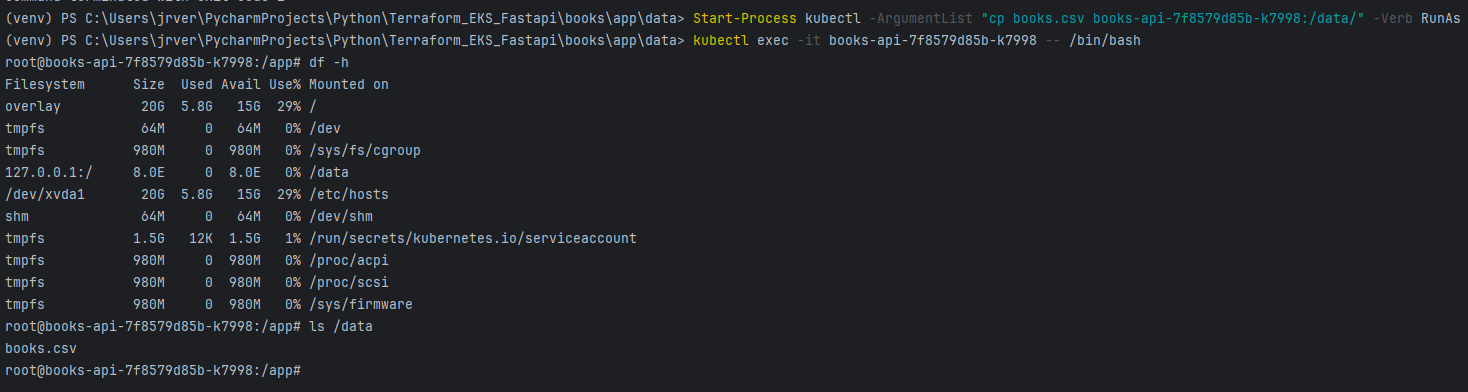 (venv) PS C:\Users\jrver\PycharmProjects\Python\Terraform_EKS_Fastapi\books\app\data> Start-Process kubectl -ArgumentList "cp books.csv books-api-7f8579d85b-k7998:/data/" -Verb RunAs
(venv) PS C:\Users\jrver\PycharmProjects\Python\Terraform_EKS_Fastapi\books\app\data> kubectl exec -it books-api-7f8579d85b-k7998 -- /bin/bash
root@books-api-7f8579d85b-k7998:/app# df -h
Filesystem      Size  Used Avail Use% Mounted on
overlay          20G  5.8G   15G  29% /
tmpfs            64M     0   64M   0% /dev
tmpfs           980M     0  980M   0% /sys/fs/cgroup
127.0.0.1:/     8.0E     0  8.0E   0% /data
/dev/xvda1       20G  5.8G   15G  29% /etc/hosts
shm              64M     0   64M   0% /dev/shm
tmpfs           1.5G   12K  1.5G   1% /run/secrets/kubernetes.io/serviceaccount
tmpfs           980M     0  980M   0% /proc/acpi
tmpfs           980M     0  980M   0% /proc/scsi
tmpfs           980M     0  980M   0% /sys/firmware
root@books-api-7f8579d85b-k7998:/app# ls /data
books.csv
root@books-api-7f8579d85b-k7998:/app#